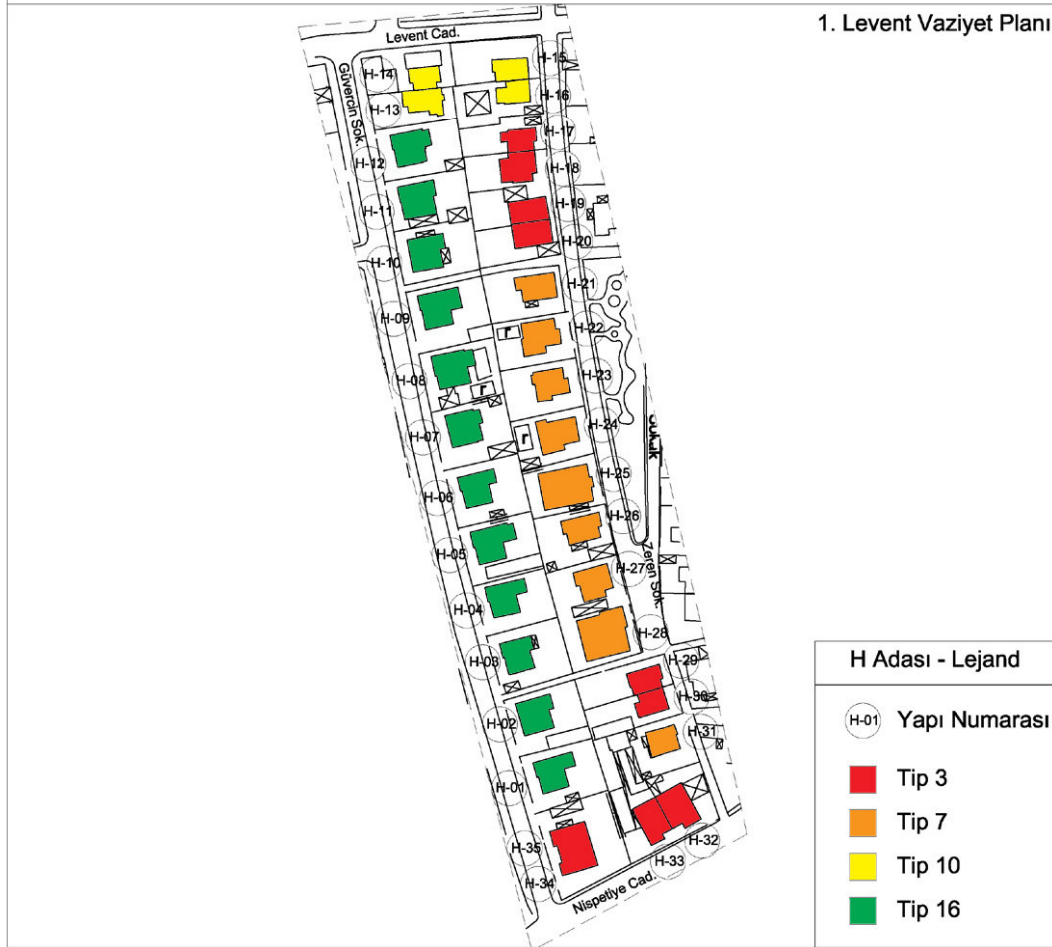 1. Levent Vaziyet Planı
Levent Cad.
Güvercin Sok.
H-14
H-13
H-12
H-11
H-10
H-09
H-08
H-07
H-06
H-05
H-04
H-03
H-02
H-01
H-35
H-34
H-15
H-16
H-17
H-18
H-19
H-20
H-21
H-22
H-23
H-24
H-25
H-26
H-27
H-28
H-29
H-30
H-31
H-32
H-33
Zeren Sok.
Nispetiye Cad.
H Adası - Lejand
H-01 Yapı Numarası
Tip 3
Tip 7
Tip 10
Tip 16